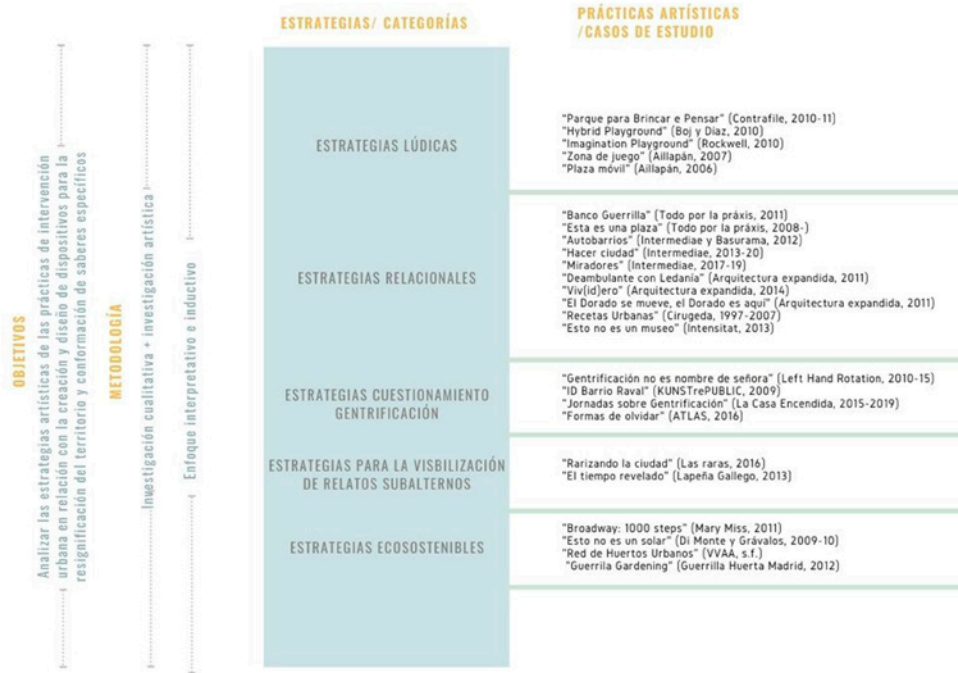 OBJETIVOS
Analizar las estrategias artísticas de las prácticas de intervención
urbana en relación con la creación y diseño de dispositivos para la
resignificación del territorio y conformación de saberes específicos
METODOLOGÍA
Investigación cualitativa + investigación artística
Enfoque interpretativo e inductivo
ESTRATEGIAS/ CATEGORÍAS
PRÁCTICAS ARTÍSTICAS
/CASOS DE ESTUDIO
ESTRATEGIAS LÚDICAS
"Parque para Brincar e Pensar" (Contrafile, 2010-11)
"Hybrid Playground" (Boj y Díaz, 2010)
"Imagination Playground" (Rockwell, 2010)
"Zona de juego" (Aillapán, 2007)
"Plaza móvil" (Aillapán, 2006)
ESTRATEGIAS RELACIONALES
"Banco Guerrilla" (Todo por la práxis, 2011)
"Esta es una plaza" (Todo por la práxis, 2008-)
"Autobarrios" (Intermediae y Basurama, 2012)
"Hacer ciudad" (Intermediae, 2013-20)
"Miradores" (Intermediae, 2017-19)
"Deambulante con Ledanía" (Arquitectura expandida, 2011)
"Viv(id)ero" (Arquitectura expandida, 2014)
"El Dorado se mueve, el Dorado es aquí" (Arquitectura expandida, 2011)
"Recetas Urbanas" (Cirugeda, 1997-2007)
"Esto no es un museo" (Intensitat, 2013)
ESTRATEGIAS CUESTIONAMIENTO
GENTRIFICACIÓN
"Gentrificación no es nombre de señora" (Left Hand Rotation, 2010-15)
"ID Barrio Raval" (KUNSTrePUBLIC, 2009)
"Jornadas sobre Gentrificación" (La Casa Encendida, 2015-2019)
"Formas de olvidar" (ATLAS, 2016)
ESTRATEGIAS PARA LA VISBILIZACIÓN
DE RELATOS SUBALTERNOS
"Rarizando la ciudad" (Las raras, 2016)
"El tiempo revelado" (Lapeña Gallego, 2013)
ESTRATEGIAS ECOSOSTENIBLES
"Broadway: 1000 steps" (Mary Miss, 2011)
"Esto no es un solar" (Di Monte y Grávalos, 2009-10)
"Red de Huertos Urbanos" (VVAA, s.f.)
"Guerrila Gardening" (Guerrilla Huerta Madrid, 2012)